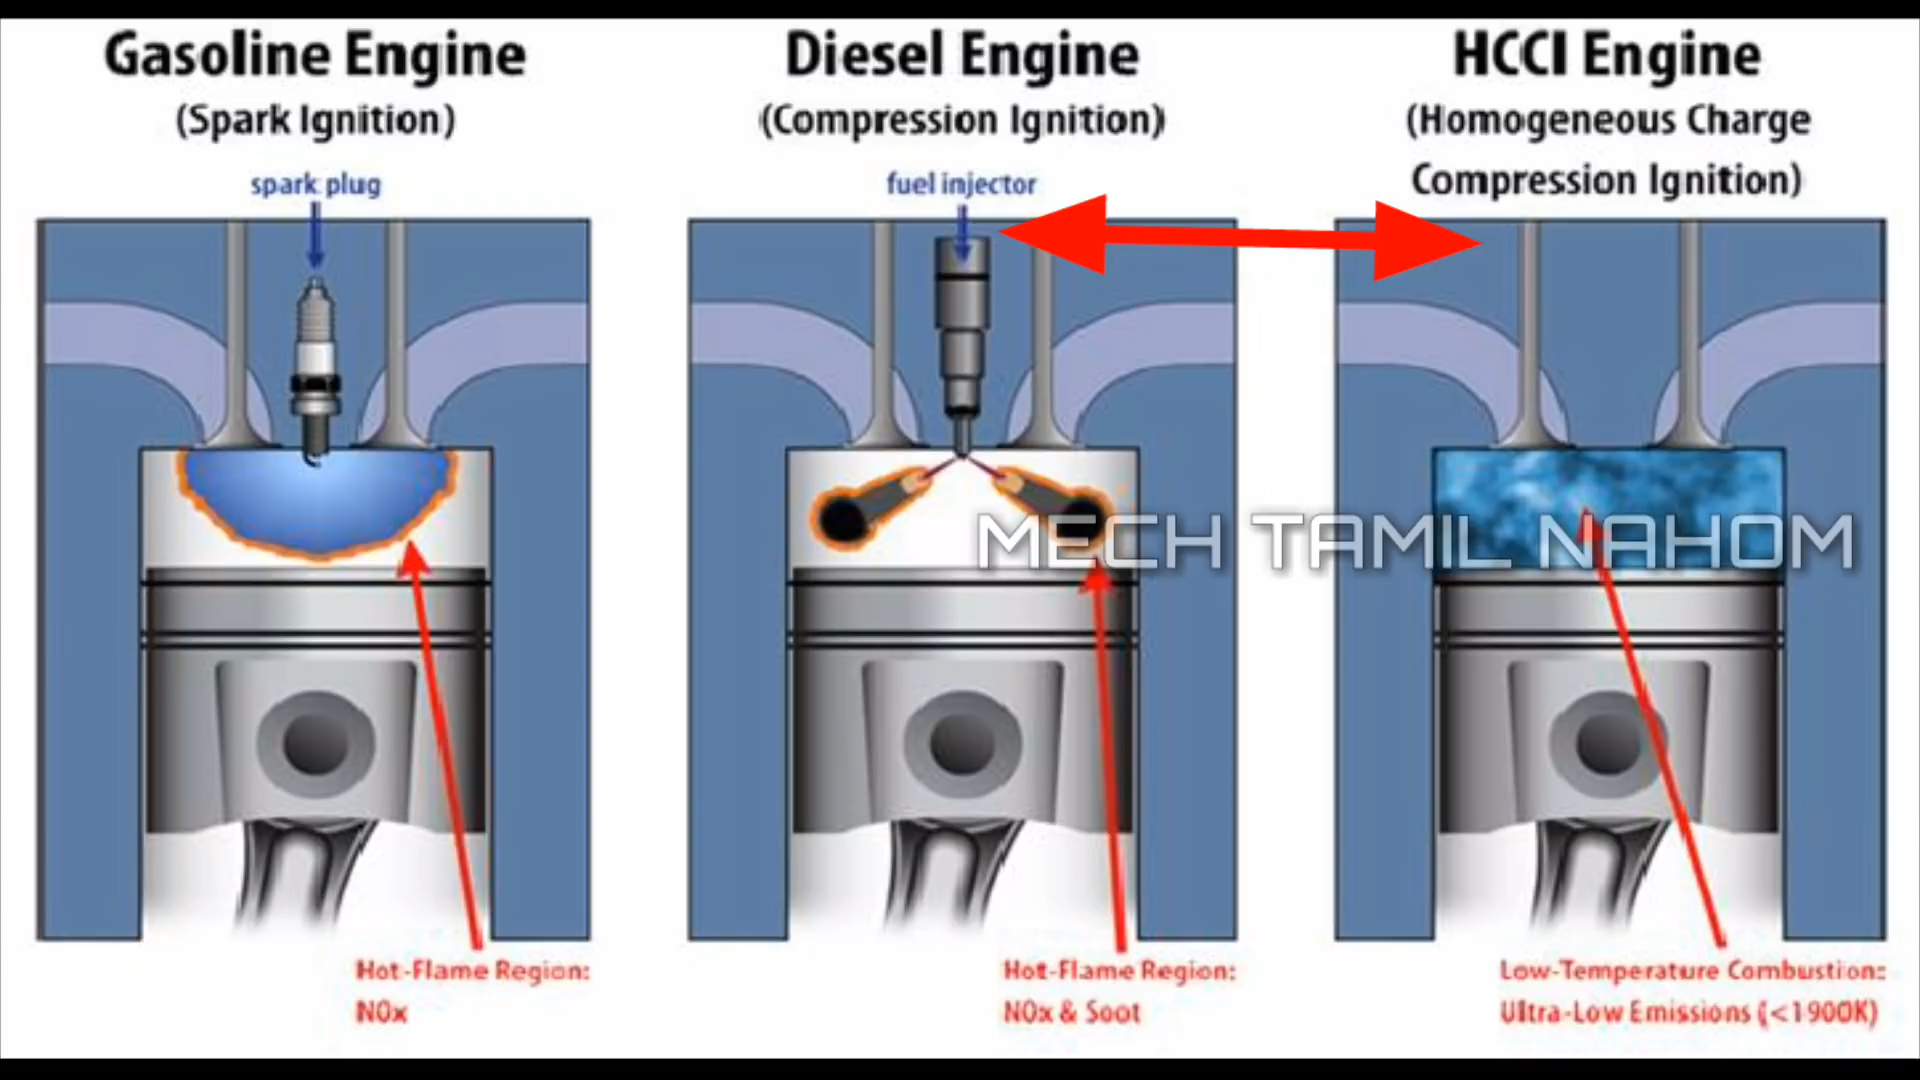 Gasoline Engine
(Spark Ignition)
spark plug
Hot-Flame Region:
NOx
Diesel Engine
(Compression Ignition)
fuel injector
Hot-Flame Region:
NOx & Soot
HCCI Engine
(Homogeneous Charge
Compression Ignition)
Low-Temperature Combustion:
Ultra-Low Emissions (<1900K)
MECH TAMIL NAHOM